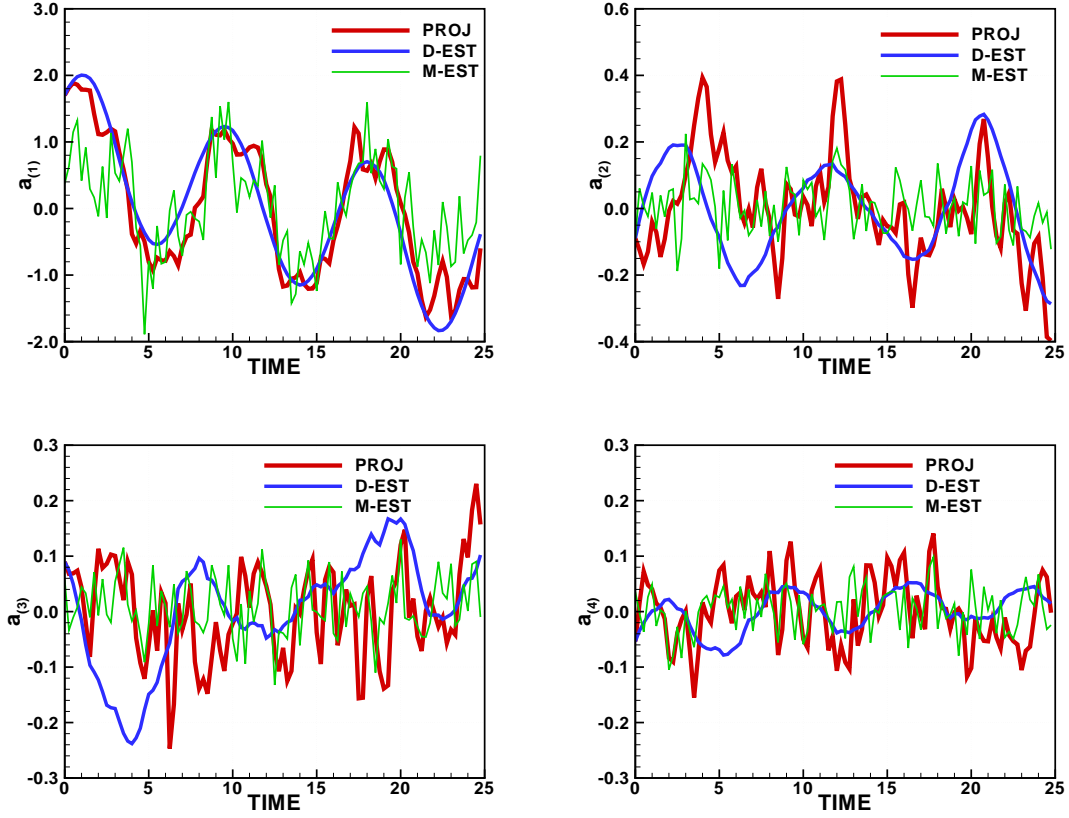 3.0
2.0
1.0
0.0
-1.0
-2.0
a(1)
PROJ
D-EST
M-EST
0 5 10 15 20 25
TIME
0.6
0.4
0.2
0.0
-0.2
-0.4
a(2)
PROJ
D-EST
M-EST
0 5 10 15 20 25
TIME
0.3
0.2
0.1
0.0
-0.1
-0.2
-0.3
a(3)
PROJ
D-EST
M-EST
0 5 10 15 20 25
TIME
0.3
0.2
0.1
0.0
-0.1
-0.2
-0.3
a(4)
PROJ
D-EST
M-EST
0 5 10 15 20 25
TIME